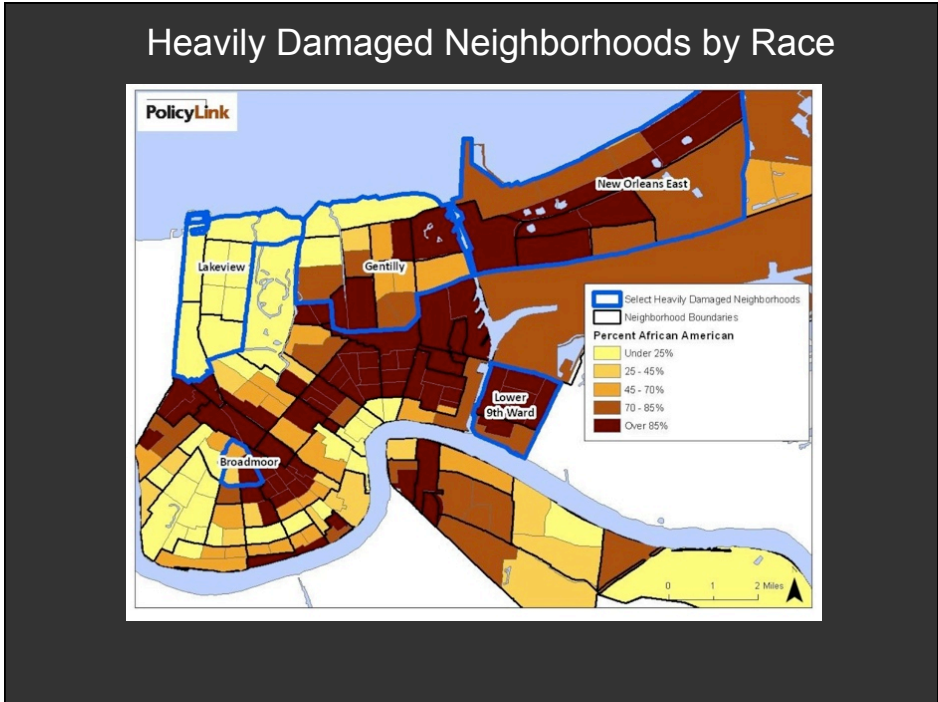 Heavily Damaged Neighborhoods by Race
PolicyLink
New Orleans East
Lakeview
Gentilly
Select Heavily Damaged Neighborhoods
Neighborhood Boundaries
Percent African American
Under 25%
25 - 45%
45 - 70%
70 - 85%
Over 85%
Lower
9th Ward
Broadmoor
N
0 1 2 Miles